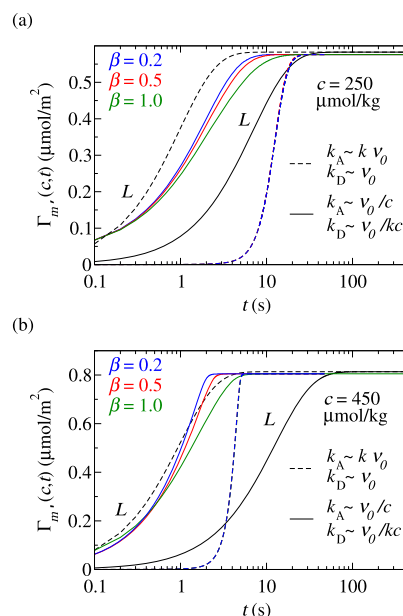 (a)
0.6
0.5
0.4
0.3
0.2
0.1
0
β = 0.2
β = 0.5
β = 1.0
L
L
c = 250
μmol/kg
k_A ~ k ν_0
k_D ~ ν_0
k_A ~ ν_0/c
k_D ~ ν_0/kc
Γ_m′(c,t) (μmol/m²)
0.1 1 10 100
t (s)
(b)
0.8
0.6
0.4
0.2
0
β = 0.2
β = 0.5
β = 1.0
L
L
c = 450
μmol/kg
k_A ~ k ν_0
k_D ~ ν_0
k_A ~ ν_0/c
k_D ~ ν_0/kc
Γ_m′(c,t) (μmol/m²)
0.1 1 10 100
t (s)